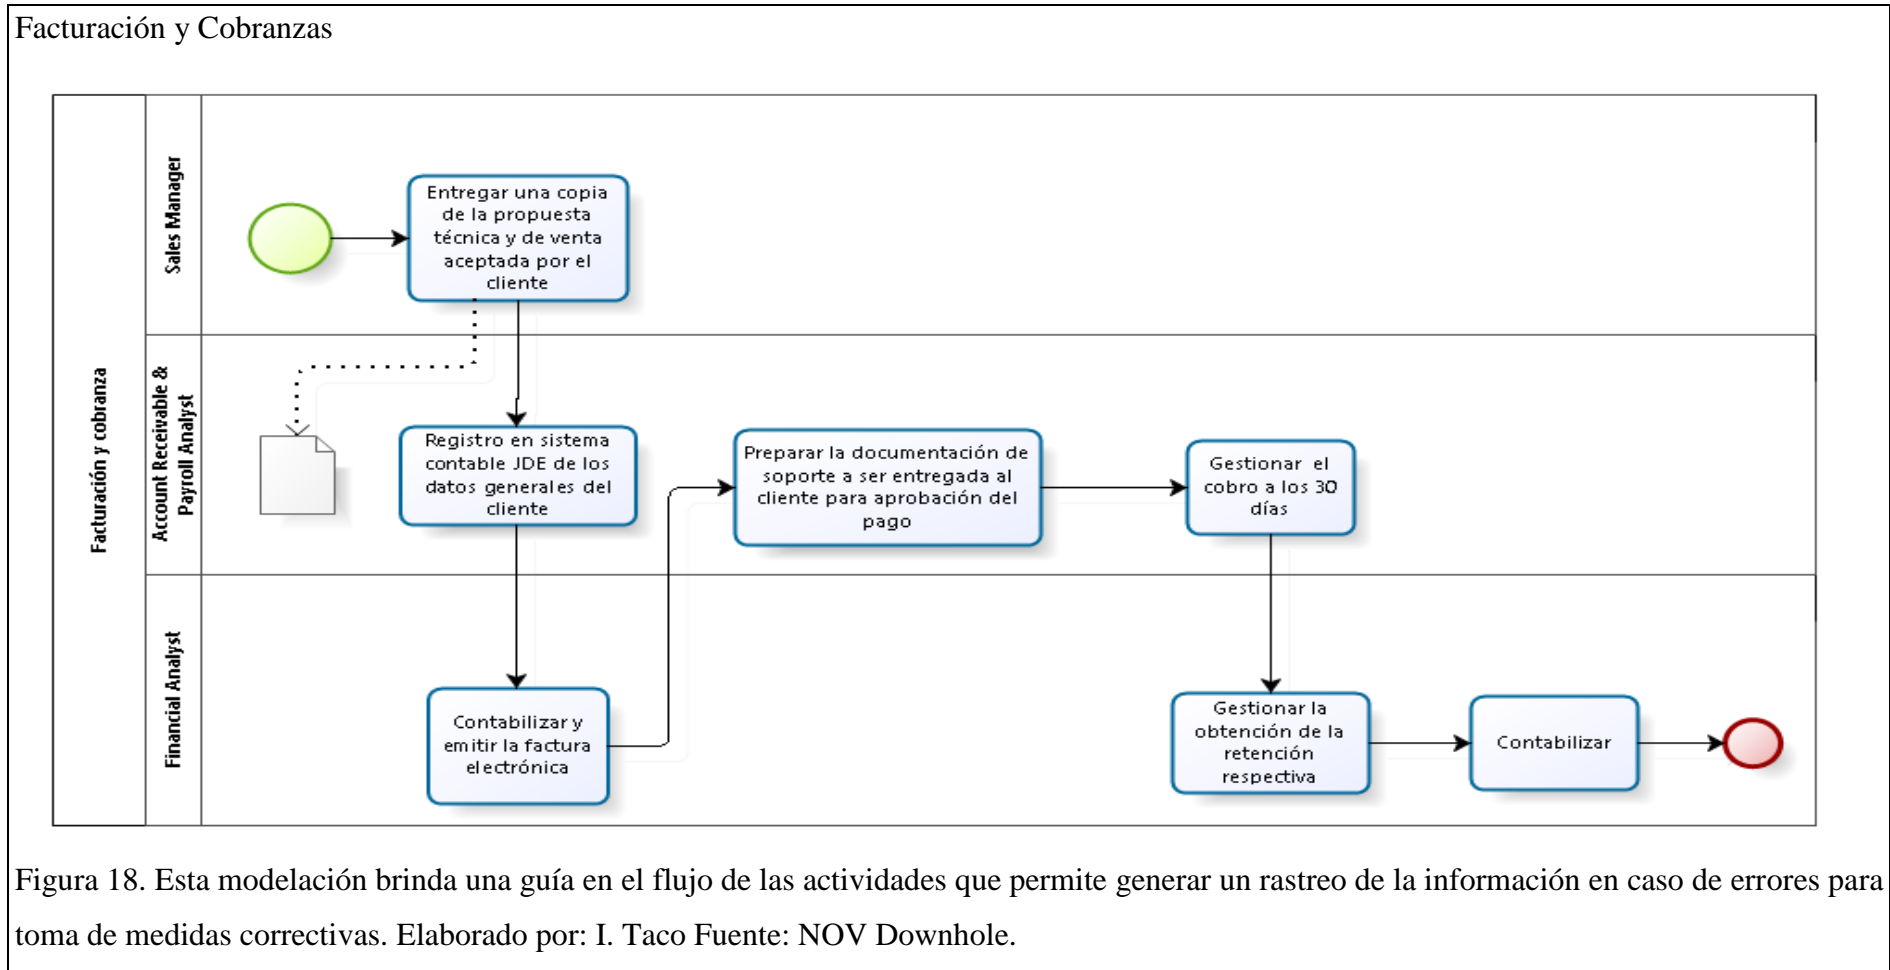 Facturación y Cobranzas
Facturación y cobranza
Sales Manager
Entregar una copia
de la propuesta
técnica y de venta
aceptada por el
cliente
Account Receivable &
Payroll Analyst
Registro en sistema
contable JDE de los
datos generales del
cliente
Preparar la documentación de
soporte a ser entregada al
cliente para aprobación del
pago
Gestionar el
cobro a los 30
días
Financial Analyst
Contabilizar y
emitir la factura
electrónica
Gestionar la
obtención de la
retención
respectiva
Contabilizar
Figura 18. Esta modelación brinda una guía en el flujo de las actividades que permite generar un rastreo de la información en caso de errores para
toma de medidas correctivas. Elaborado por: I. Taco Fuente: NOV Downhole.